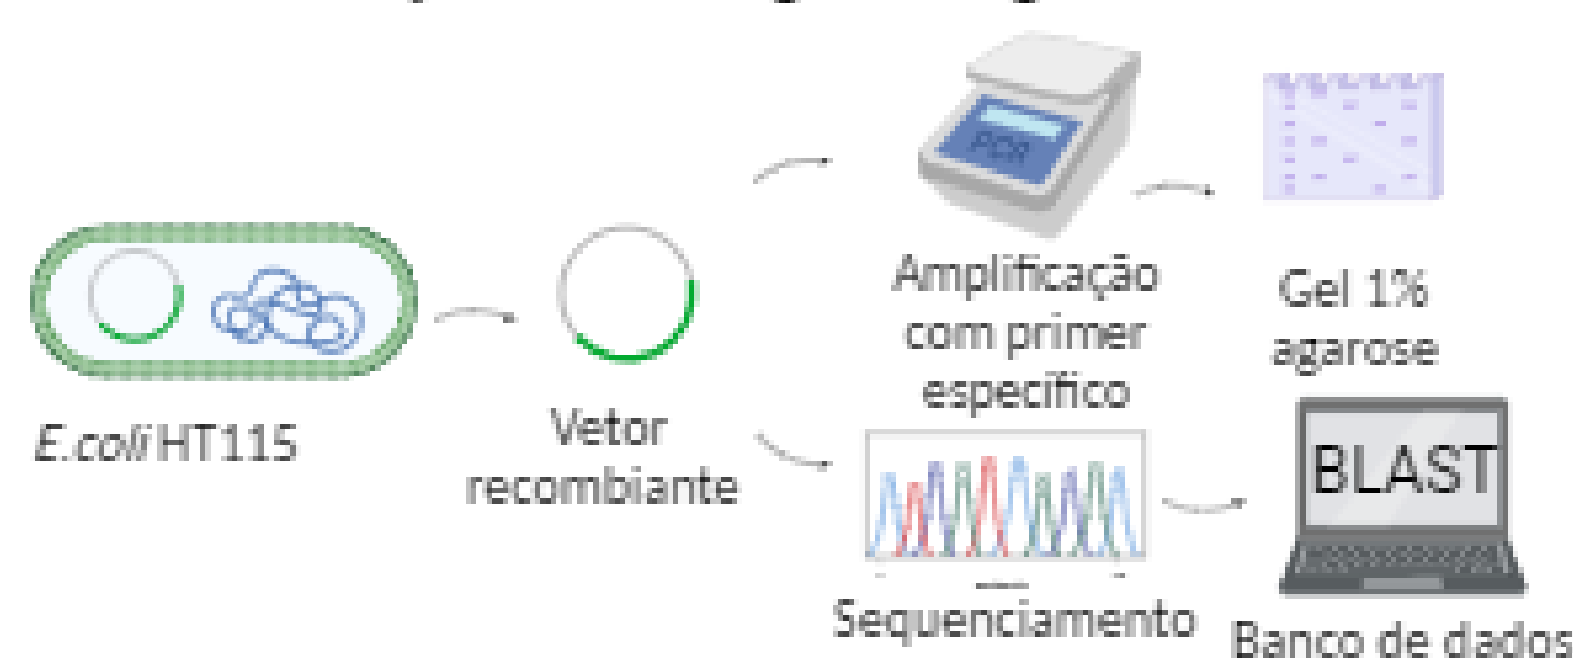 PCR
Amplificação
com primer
específico
Gel 1%
agarose
E.coli HT115
Vetor
recombiante
BLAST
Sequenciamento
Banco de dados